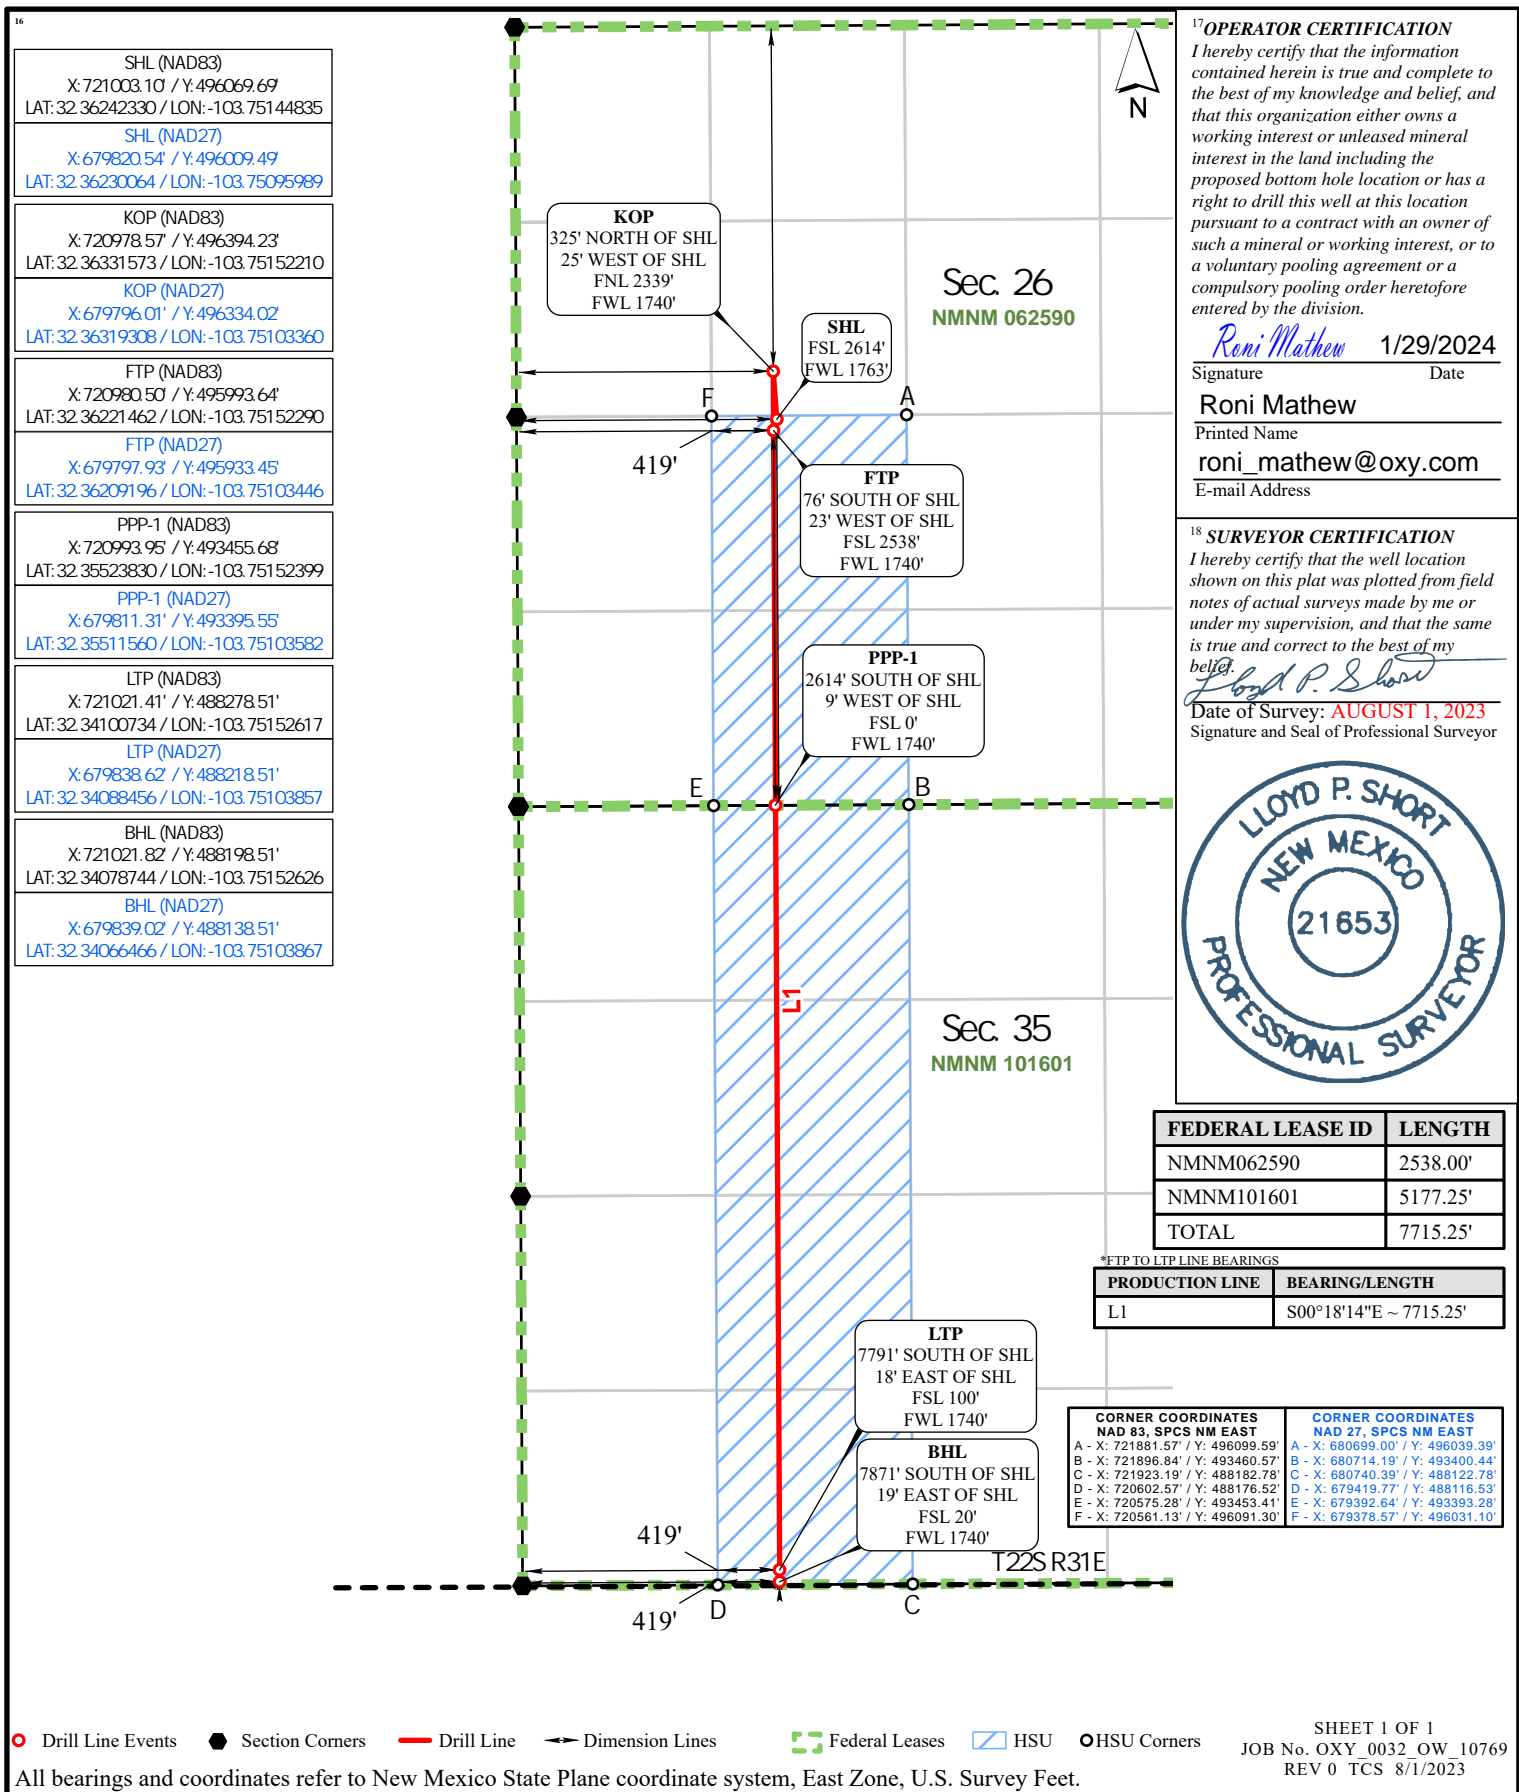 16
SHL (NAD83)
X:721003.10' / Y:496069.69'
LAT:32.36242330 / LON:-103.75144835
SHL (NAD27)
X:679820.54' / Y:496009.49'
LAT:32.36230064 / LON:-103.75095989
KOP (NAD83)
X:720978.57' / Y:496394.23'
LAT:32.36331573 / LON:-103.75152210
KOP (NAD27)
X:679796.01' / Y:496334.02'
LAT:32.36319308 / LON:-103.75103360
FTP (NAD83)
X:720980.50' / Y:495993.64'
LAT:32.36221462 / LON:-103.75152290
FTP (NAD27)
X:679797.93' / Y:495933.45'
LAT:32.36209196 / LON:-103.75103446
PPP-1 (NAD83)
X:720993.95' / Y:493455.68'
LAT:32.35523830 / LON:-103.75152399
PPP-1 (NAD27)
X:679811.31' / Y:493395.55'
LAT:32.35511560 / LON:-103.75103582
LTP (NAD83)
X:721021.41' / Y:488278.51'
LAT:32.34100734 / LON:-103.75152617
LTP (NAD27)
X:679838.62' / Y:488218.51'
LAT:32.34088456 / LON:-103.75103857
BHL (NAD83)
X:721021.82' / Y:488198.51'
LAT:32.34078744 / LON:-103.75152626
BHL (NAD27)
X:679839.02' / Y:488138.51'
LAT:32.34066466 / LON:-103.75103867
N
KOP
325' NORTH OF SHL
25' WEST OF SHL
FNL 2339'
FWL 1740'
Sec. 26
NMNM 062590
SHL
FSL 2614'
FWL 1763'
F
A
419'
FTP
76' SOUTH OF SHL
23' WEST OF SHL
FSL 2538'
FWL 1740'
PPP-1
2614' SOUTH OF SHL
9' WEST OF SHL
FSL 0'
FWL 1740'
E
B
L1
Sec. 35
NMNM 101601
LTP
7791' SOUTH OF SHL
18' EAST OF SHL
FSL 100'
FWL 1740'
BHL
7871' SOUTH OF SHL
19' EAST OF SHL
FSL 20'
FWL 1740'
419'
T22S R31E
419'
D
C
17 OPERATOR CERTIFICATION
I hereby certify that the information
contained herein is true and complete to
the best of my knowledge and belief, and
that this organization either owns a
working interest or unleased mineral
interest in the land including the
proposed bottom hole location or has a
right to drill this well at this location
pursuant to a contract with an owner of
such a mineral or working interest, or to
a voluntary pooling agreement or a
compulsory pooling order heretofore
entered by the division.
Roni Mathew 1/29/2024
Signature Date
Roni Mathew
Printed Name
roni_mathew@oxy.com
E-mail Address
18 SURVEYOR CERTIFICATION
I hereby certify that the well location
shown on this plat was plotted from field
notes of actual surveys made by me or
under my supervision, and that the same
is true and correct to the best of my
belief.
Lloyd P. Short
Date of Survey: AUGUST 1, 2023
Signature and Seal of Professional Surveyor
LLOYD P. SHORT
NEW MEXICO
21653
PROFESSIONAL SURVEYOR
FEDERAL LEASE ID LENGTH
NMNM062590 2538.00'
NMNM101601 5177.25'
TOTAL 7715.25'
*FTP TO LTP LINE BEARINGS
PRODUCTION LINE BEARING/LENGTH
L1 S00°18'14"E ~ 7715.25'
CORNER COORDINATES
NAD 83, SPCS NM EAST
A - X: 721881.57' / Y: 496099.59'
B - X: 721896.84' / Y: 493460.57'
C - X: 721923.19' / Y: 488182.78'
D - X: 720602.57' / Y: 488176.52'
E - X: 720575.28' / Y: 493453.41'
F - X: 720561.13' / Y: 496091.30'
CORNER COORDINATES
NAD 27, SPCS NM EAST
A - X: 680699.00' / Y: 496039.39'
B - X: 680714.19' / Y: 493400.44'
C - X: 680740.39' / Y: 488122.78'
D - X: 679419.77' / Y: 488116.53'
E - X: 679392.64' / Y: 493393.28'
F - X: 679378.57' / Y: 496031.10'
Drill Line Events Section Corners Drill Line Dimension Lines Federal Leases HSU HSU Corners
All bearings and coordinates refer to New Mexico State Plane coordinate system, East Zone, U.S. Survey Feet.
SHEET 1 OF 1
JOB No. OXY_0032_OW_10769
REV 0 TCS 8/1/2023